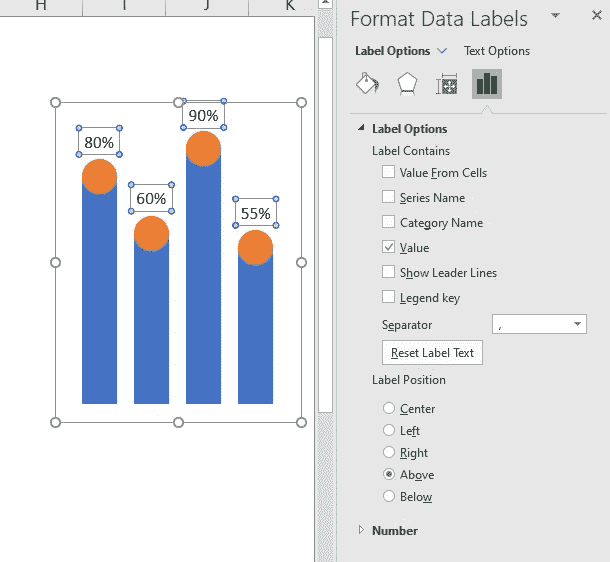 H I J K
90%
80%
60%
55%
Format Data Labels
Label Options Text Options
Label Options
Label Contains
Value From Cells
Series Name
Category Name
Value
Show Leader Lines
Legend key
Separator ,
Reset Label Text
Label Position
Center
Left
Right
Above
Below
Number